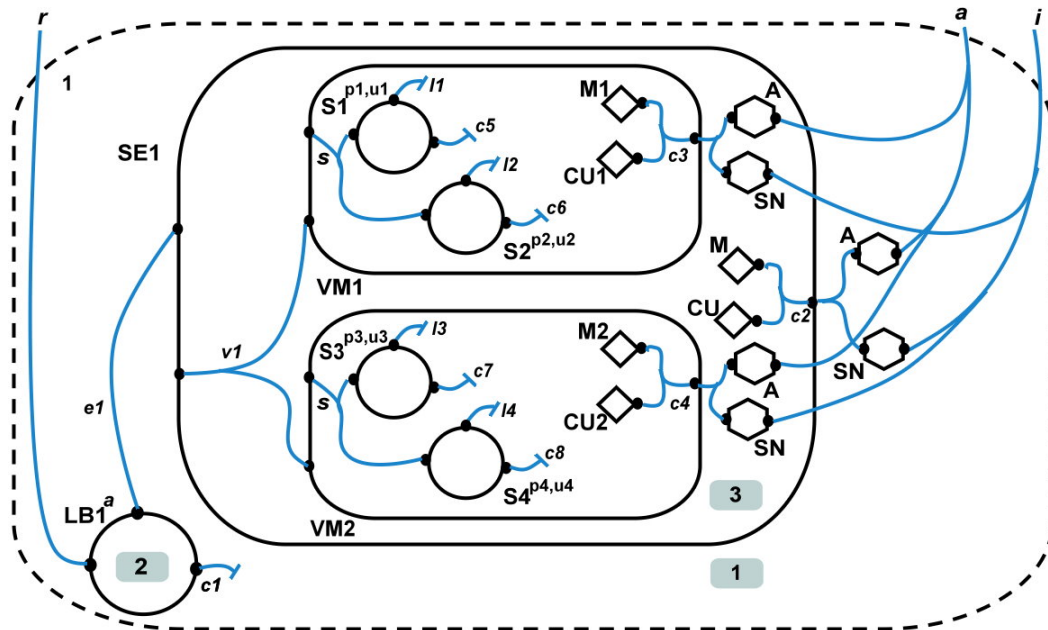 r
a
i
1
SE1
S1p1,u1
l1
c5
s
l2
c6
S2p2,u2
M1
CU1
c3
A
SN
VM1
M
CU
c2
A
SN
v1
S3p3,u3
l3
c7
s
l4
c8
S4p4,u4
M2
CU2
c4
A
SN
VM2
e1
LB1a
2
c1
3
1